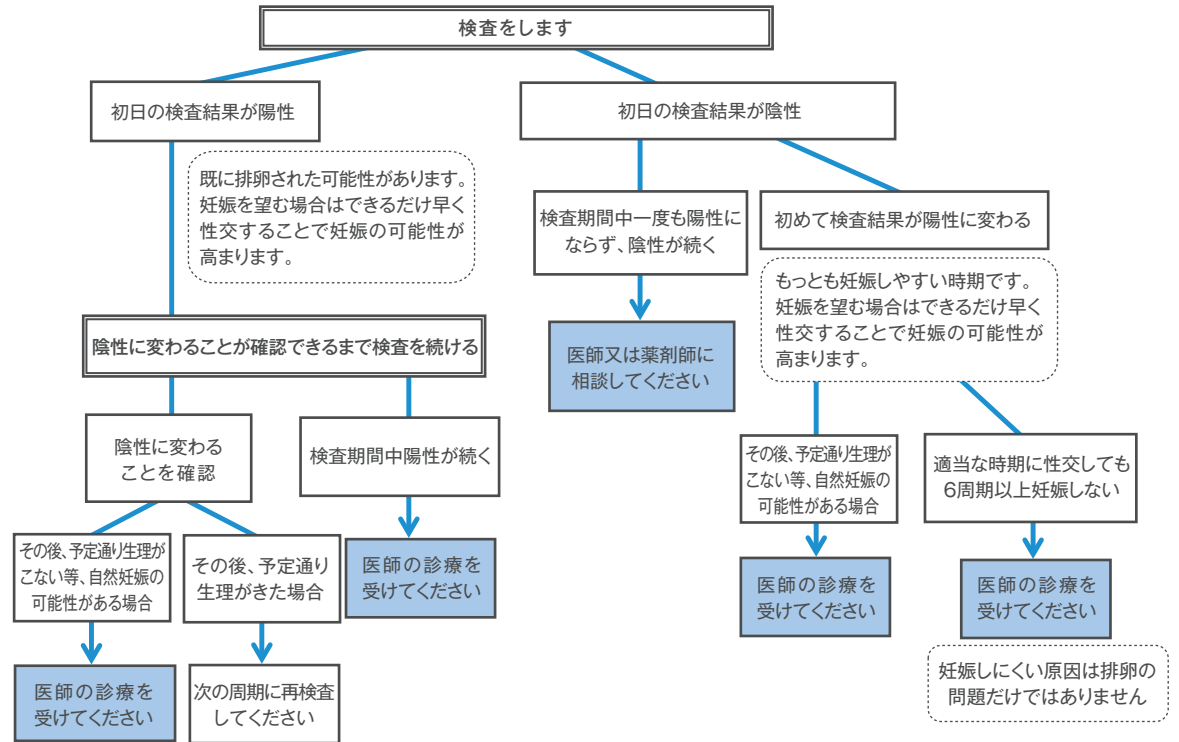 検査をします
初日の検査結果が陽性
初日の検査結果が陰性
既に排卵された可能性があります。
妊娠を望む場合はできるだけ早く
性交することで妊娠の可能性が
高まります。
検査期間中一度も陽性に
ならず、陰性が続く
初めて検査結果が陽性に変わる
もっとも妊娠しやすい時期です。
妊娠を望む場合はできるだけ早く
性交することで妊娠の可能性が
高まります。
陰性に変わることが確認できるまで検査を続ける
医師又は薬剤師に
相談してください
陰性に変わる
ことを確認
検査期間中陽性が続く
その後、予定通り生理が
こない等、自然妊娠の
可能性がある場合
適当な時期に性交しても
6周期以上妊娠しない
その後、予定通り生理が
こない等、自然妊娠の
可能性がある場合
その後、予定通り
生理がきた場合
医師の診療を
受けてください
医師の診療を
受けてください
医師の診療を
受けてください
医師の診療を
受けてください
次の周期に再検査
してください
妊娠しにくい原因は排卵の
問題だけではありません